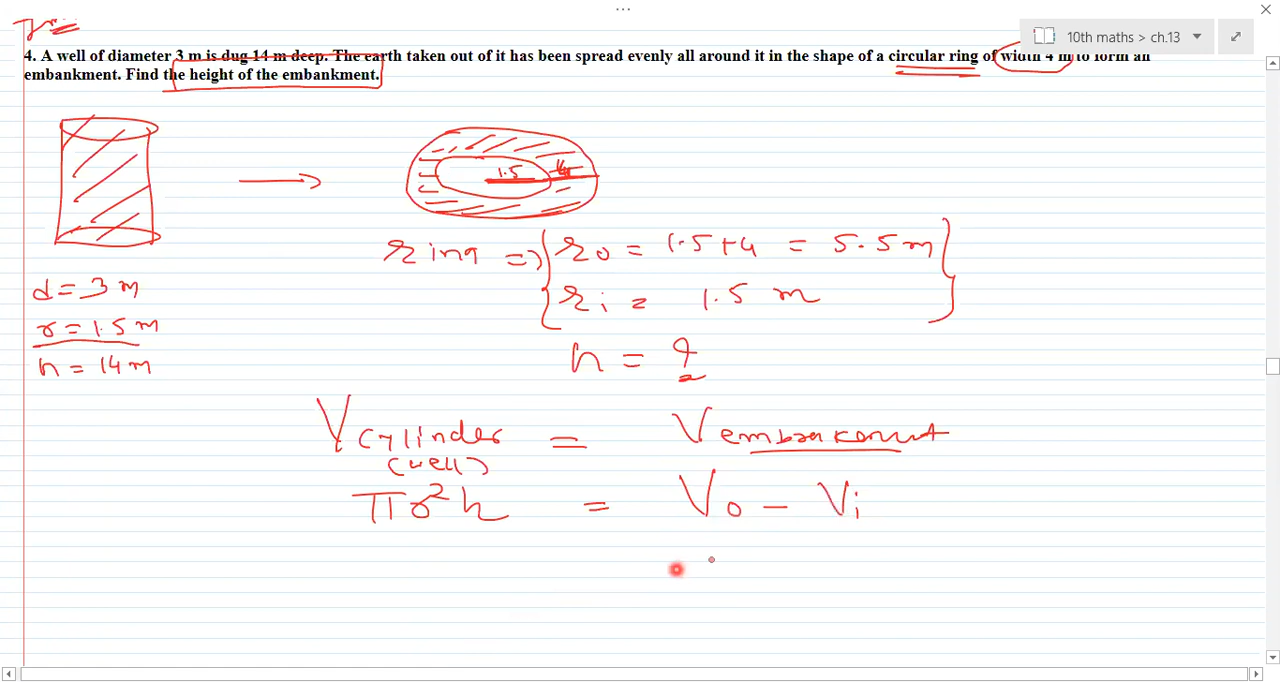 ...
10th maths > ch.13
4. A well of diameter 3 m is dug 14 m deep. The earth taken out of it has been spread evenly all around it in the shape of a circular ring of width 4 m to form an
embankment. Find the height of the embankment.
1.5 4
ring => r0 = 1.5+4 = 5.5 m
ri = 1.5 m
d = 3 m
r = 1.5 m
h = 14 m
h = ?
V cylinder = V embankment
(well)
πr²h = Vo - Vi